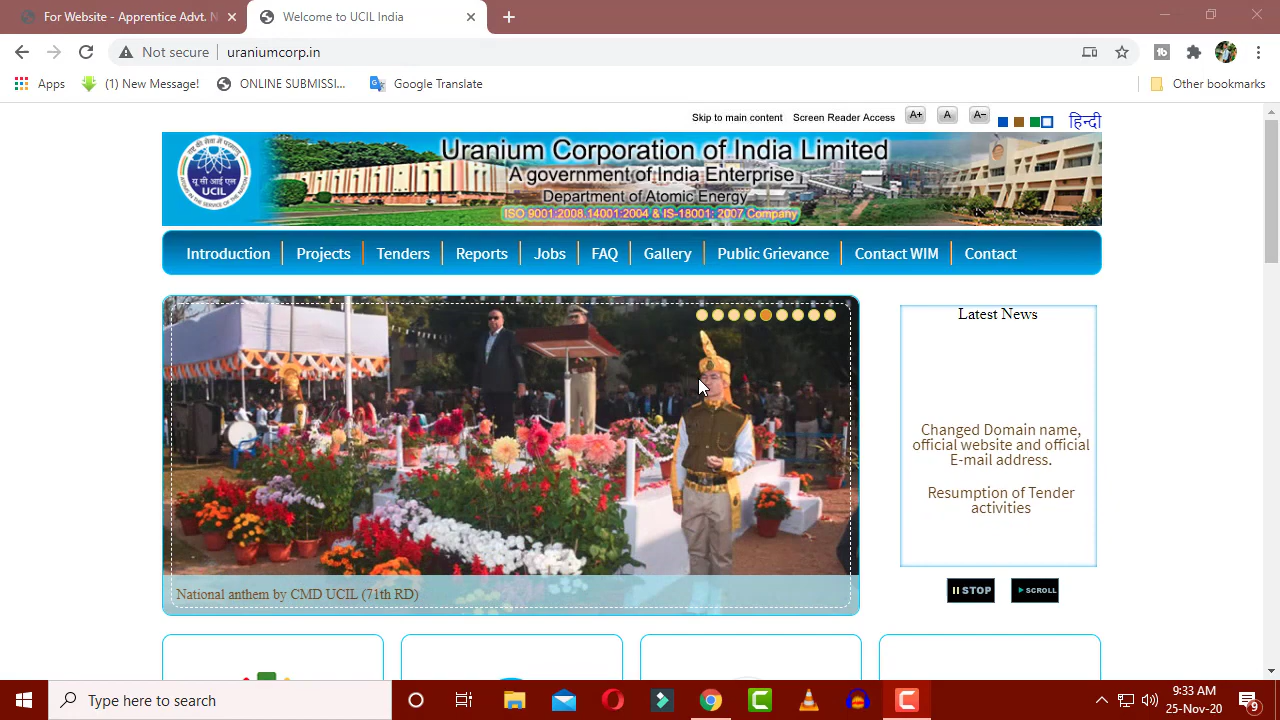 For Website - Apprentice Advt. N
Welcome to UCIL India
Not secure
uraniumcorp.in
Apps
(1) New Message!
ONLINE SUBMISSI...
Google Translate
Other bookmarks
Skip to main content
Screen Reader Access
A+
A
A-
हिन्दी
UCIL
यू सी आई एल
Uranium Corporation of India Limited
A government of India Enterprise
Department of Atomic Energy
ISO 9001:2008.14001:2004 & IS-18001: 2007 Company
Introduction
Projects
Tenders
Reports
Jobs
FAQ
Gallery
Public Grievance
Contact WIM
Contact
Latest News
Changed Domain name,
official website and official
E-mail address.
Resumption of Tender
activities
National anthem by CMD UCIL (71th RD)
STOP
SCROLL
Type here to search
9:33 AM
25-Nov-20
9